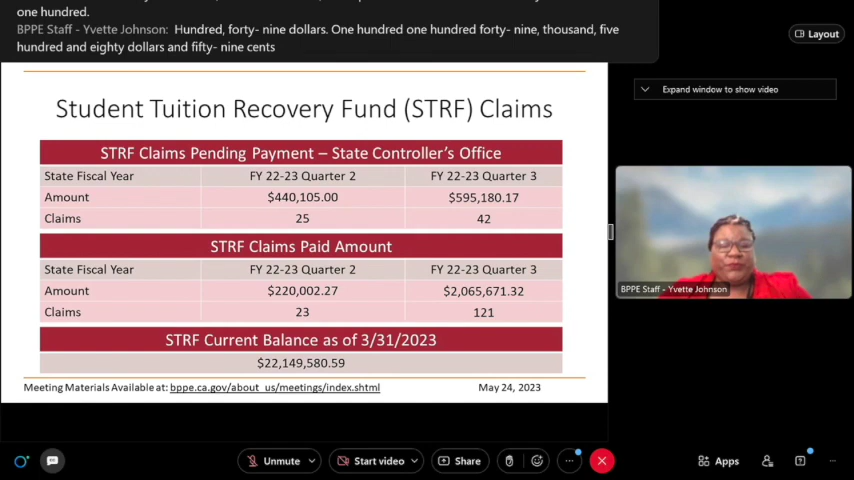 one hundred.
BPPE Staff - Yvette Johnson: Hundred, forty- nine dollars. One hundred one hundred forty- nine, thousand, five
hundred and eighty dollars and fifty- nine cents
Layout
Expand window to show video
Student Tuition Recovery Fund (STRF) Claims
STRF Claims Pending Payment – State Controller's Office
State Fiscal Year FY 22-23 Quarter 2 FY 22-23 Quarter 3
Amount $440,105.00 $595,180.17
Claims 25 42
STRF Claims Paid Amount
State Fiscal Year FY 22-23 Quarter 2 FY 22-23 Quarter 3
Amount $220,002.27 $2,065,671.32
Claims 23 121
STRF Current Balance as of 3/31/2023
$22,149,580.59
Meeting Materials Available at: bppe.ca.gov/about_us/meetings/index.shtml May 24, 2023
BPPE Staff - Yvette Johnson
Unmute Start video Share Apps